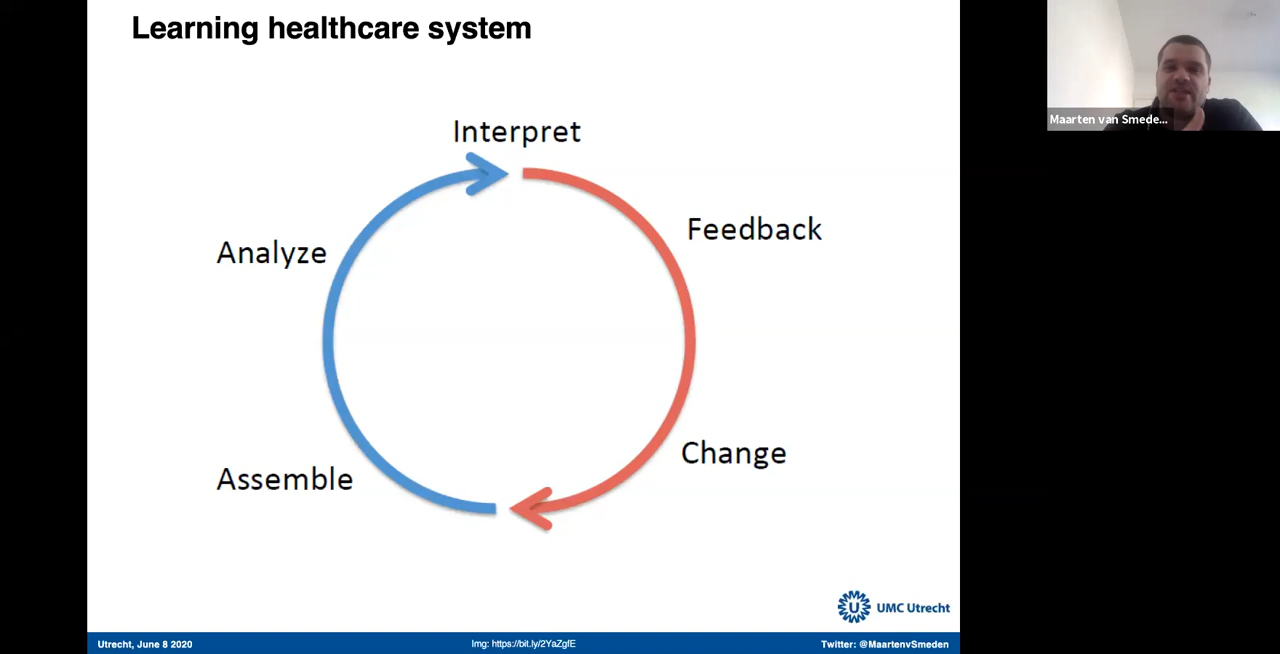 Learning healthcare system
Maarten van Smede...
Interpret
Feedback
Analyze
Change
Assemble
U
UMC Utrecht
Utrecht, June 8 2020
Img: https://bit.ly/2YaZgfE
Twitter: @MaartenvSmeden